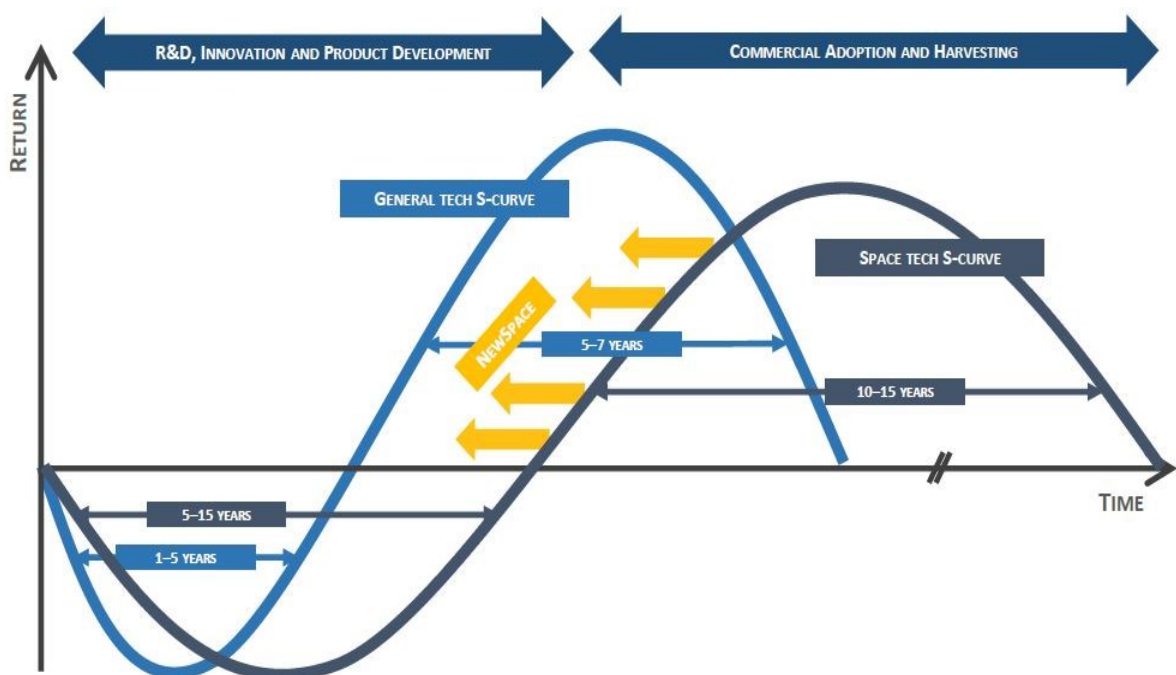 R&D, INNOVATION AND PRODUCT DEVELOPMENT
COMMERCIAL ADOPTION AND HARVESTING
RETURN
GENERAL TECH S-CURVE
SPACE TECH S-CURVE
NEWSPACE
5–7 YEARS
10–15 YEARS
TIME
5–15 YEARS
1–5 YEARS